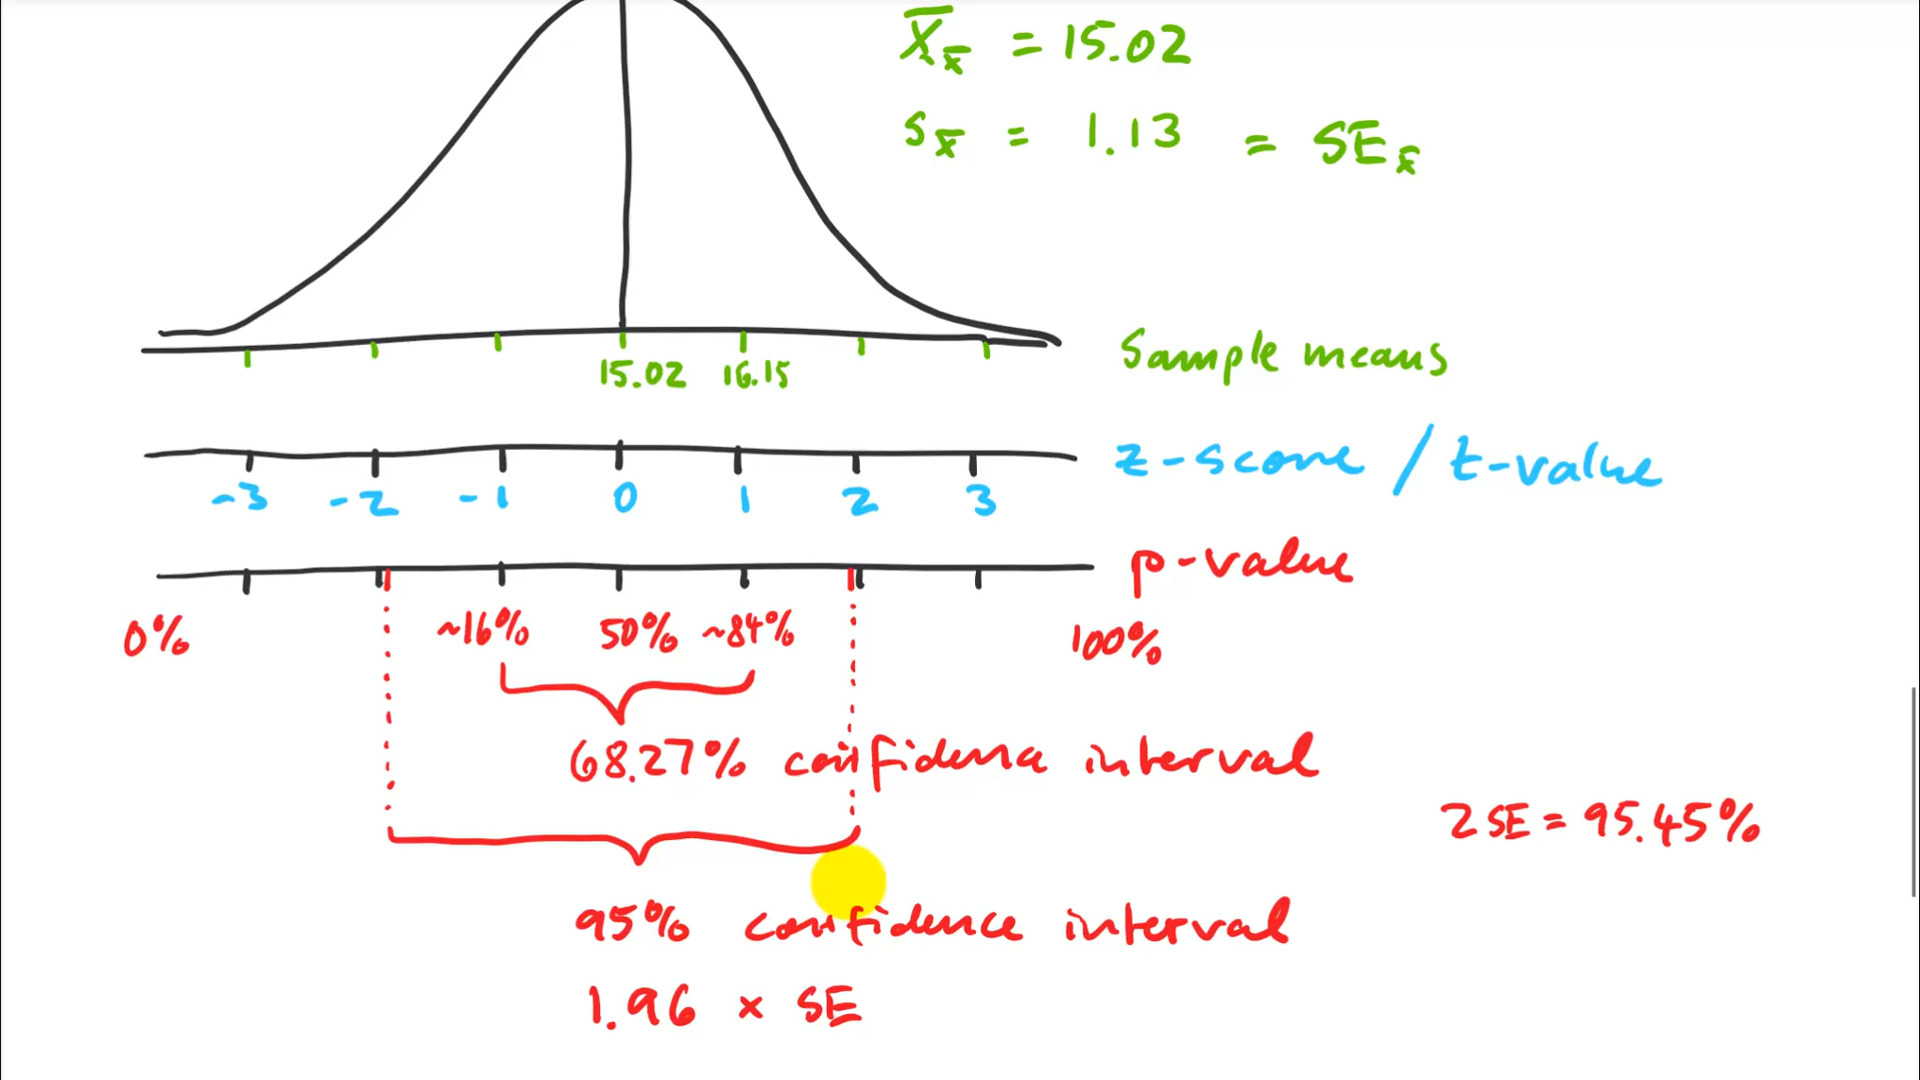 X̅x̅ = 15.02
sx̅ = 1.13 = SEx̅
15.02 16.15 Sample means
-3 -2 -1 0 1 2 3 z-score / t-value
p-value
0% ~16% 50% ~84% 100%
68.27% confidence interval
2 SE = 95.45%
95% confidence interval
1.96 × SE